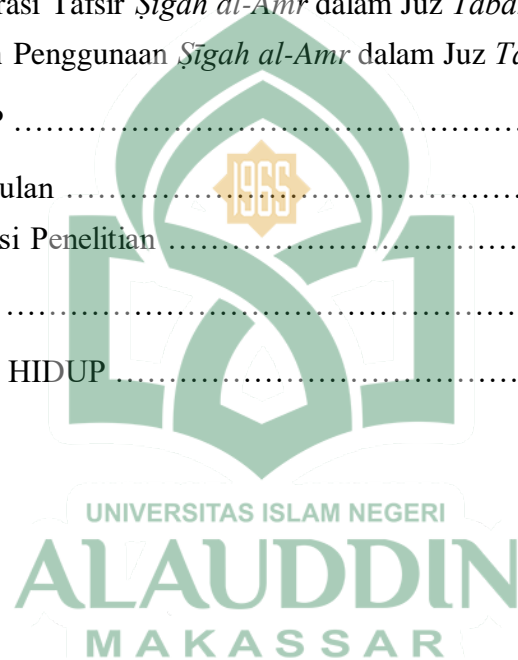 rasi Tafsir Ṣīgah al-Amr dalam Juz Taba
n Penggunaan Ṣīgah al-Amr dalam Juz Ta
P ……………………………………
ulan ……………………………………
si Penelitian ……………………………
……………………………………
HIDUP ……………………………………
1965
UNIVERSITAS ISLAM NEGERI
ALAUDDIN
MAKASSAR